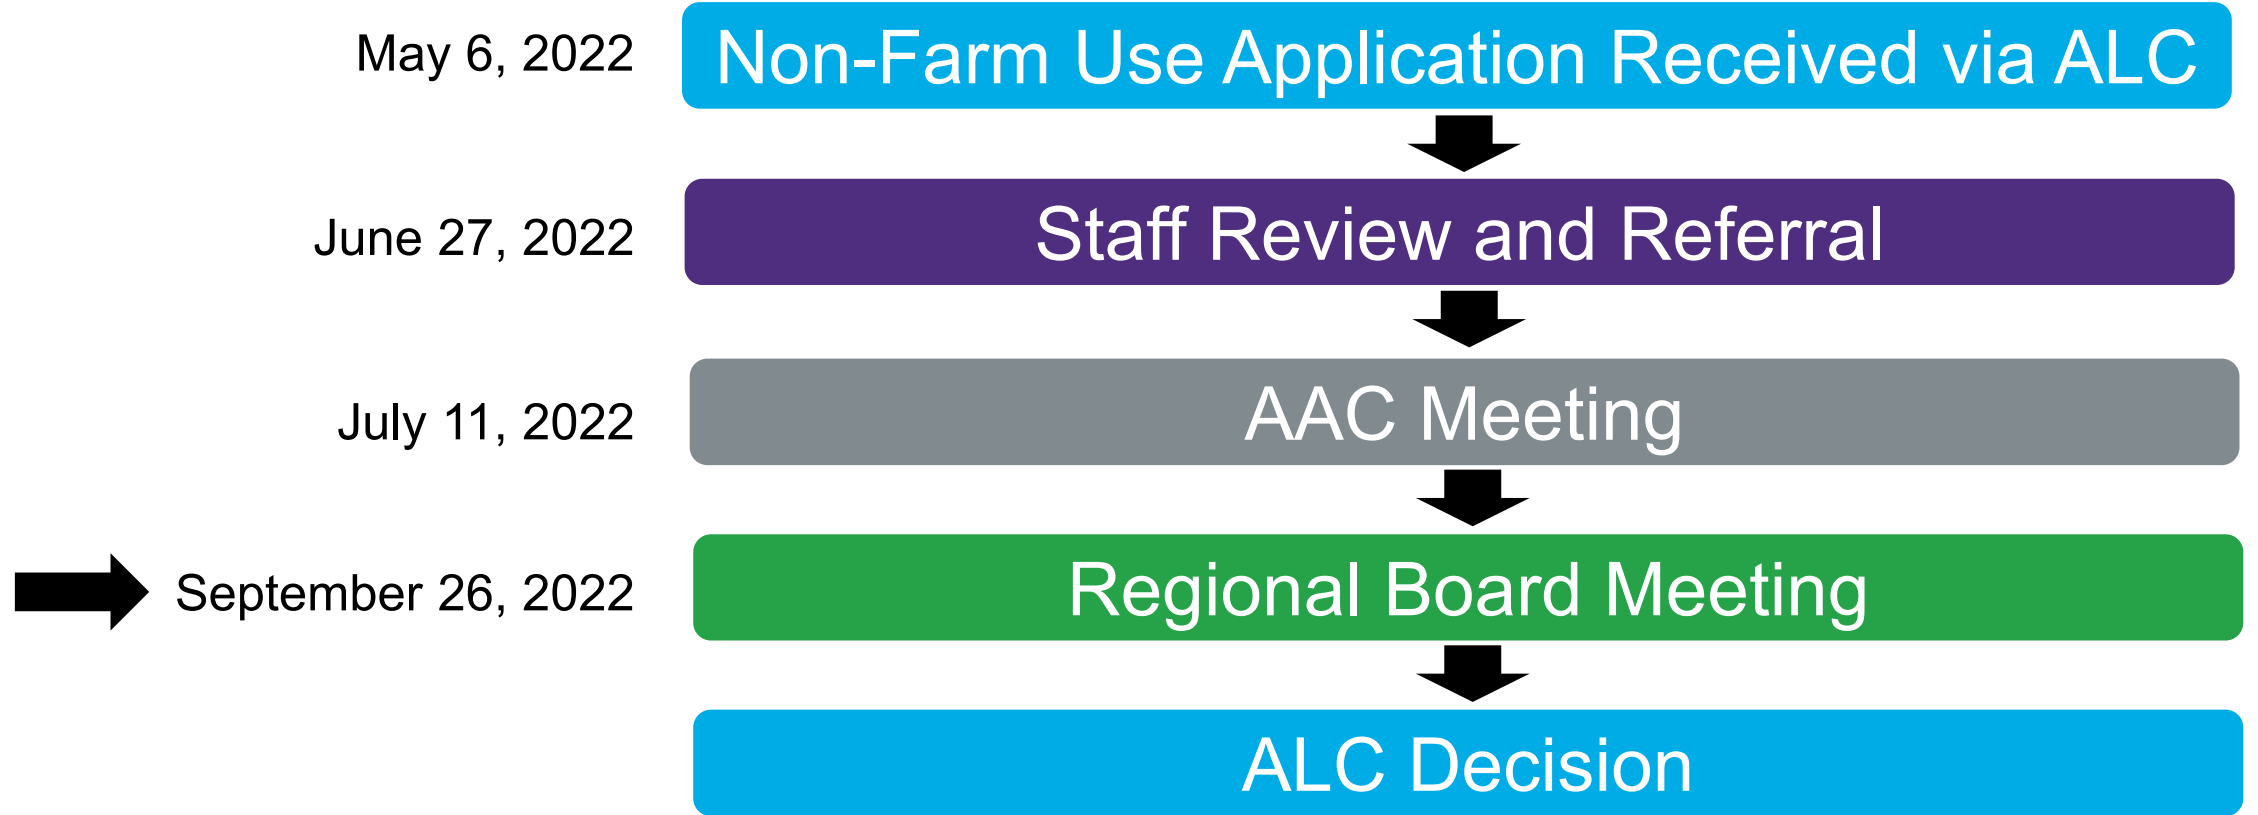 May 6, 2022
Non-Farm Use Application Received via ALC
June 27, 2022
Staff Review and Referral
July 11, 2022
AAC Meeting
September 26, 2022
Regional Board Meeting
ALC Decision